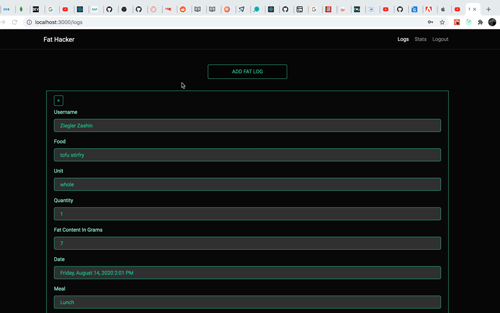 localhost:3000/logs
Fat Hacker
Logs Stats Logout
ADD FAT LOG
Username
Ziegler Zeshin
Food
tofu stirfry
Unit
whole
Quantity
1
Fat Content In Grams
7
Date
Friday, August 14, 2020 2:01 PM
Meal
Lunch